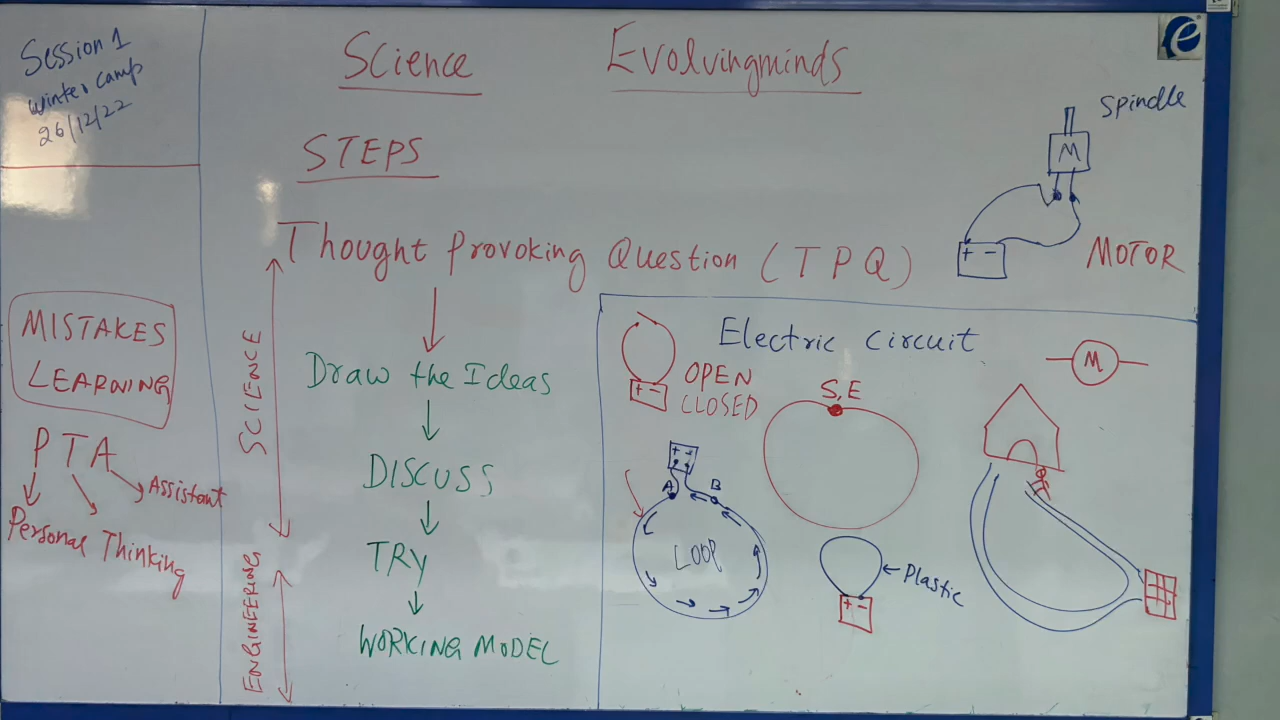 Session 1
Winter camp
26/12/22
Science
Evolvingminds
STEPS
Thought Provoking Question (TPQ)
Draw the Ideas
DISCUSS
TRY
WORKING MODEL
SCIENCE
ENGINEERING
MISTAKES
LEARNING
PTA
Assistant
Personal Thinking
Spindle
M
+ -
MOTOR
Electric Circuit
+ -
OPEN
CLOSED
S, E
M
+ -
A B
LOOP
Plastic
+ -
e